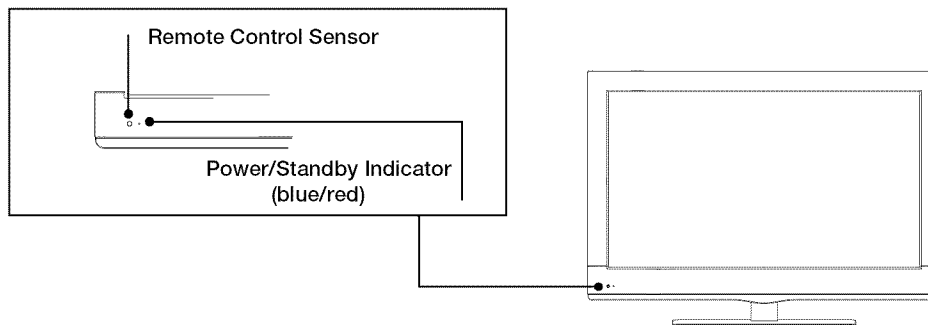 Remote Control Sensor
Power/Standby Indicator
(blue/red)